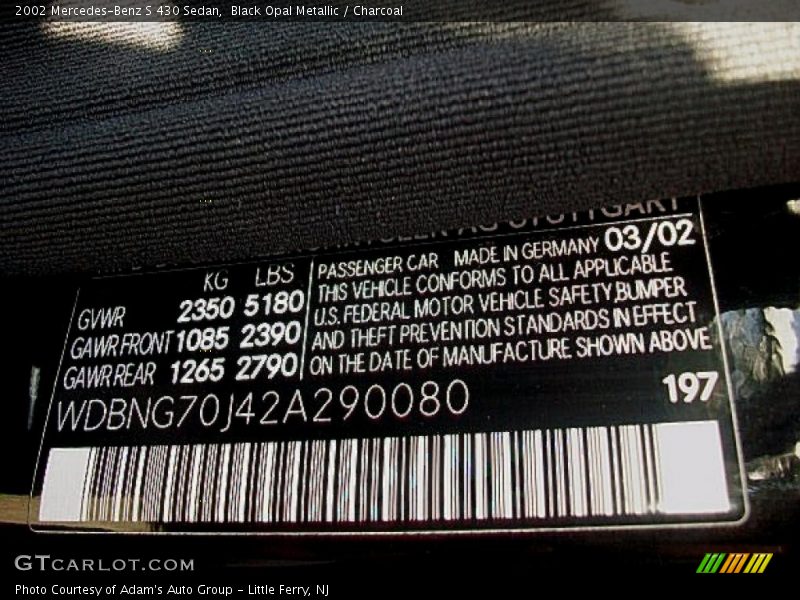 2002 Mercedes-Benz S 430 Sedan, Black Opal Metallic / Charcoal
STUTTGART
KG LBS
GVWR 2350 5180
GAWR FRONT 1085 2390
GAWR REAR 1265 2790
PASSENGER CAR MADE IN GERMANY 03/02
THIS VEHICLE CONFORMS TO ALL APPLICABLE
U.S. FEDERAL MOTOR VEHICLE SAFETY, BUMPER
AND THEFT PREVENTION STANDARDS IN EFFECT
ON THE DATE OF MANUFACTURE SHOWN ABOVE
WDBNG70J42A290080 197
GTCARLOT.COM
Photo Courtesy of Adam's Auto Group - Little Ferry, NJ